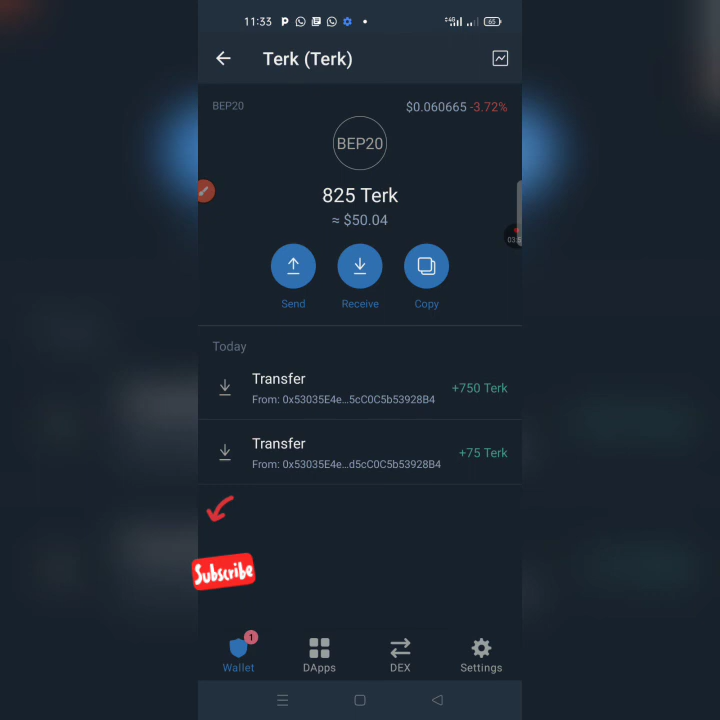 11:33
65
Terk (Terk)
BEP20
$0.060665 -3.72%
BEP20
825 Terk
≈ $50.04
Send
Receive
Copy
Today
Transfer
+750 Terk
From: 0x53035E4e...5cC0C5b53928B4
Transfer
+75 Terk
From: 0x53035E4e...d5cC0C5b53928B4
Subscribe
1
Wallet
DApps
DEX
Settings